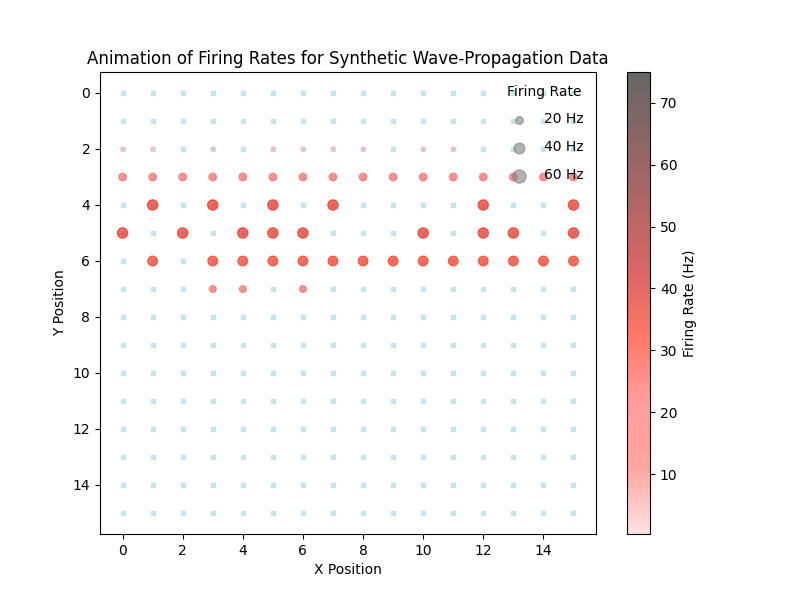 Animation of Firing Rates for Synthetic Wave-Propagation Data
Firing Rate
20 Hz
40 Hz
60 Hz
0
2
4
6
8
10
12
14
Y Position
0 2 4 6 8 10 12 14
X Position
70
60
50
40
30
20
10
Firing Rate (Hz)